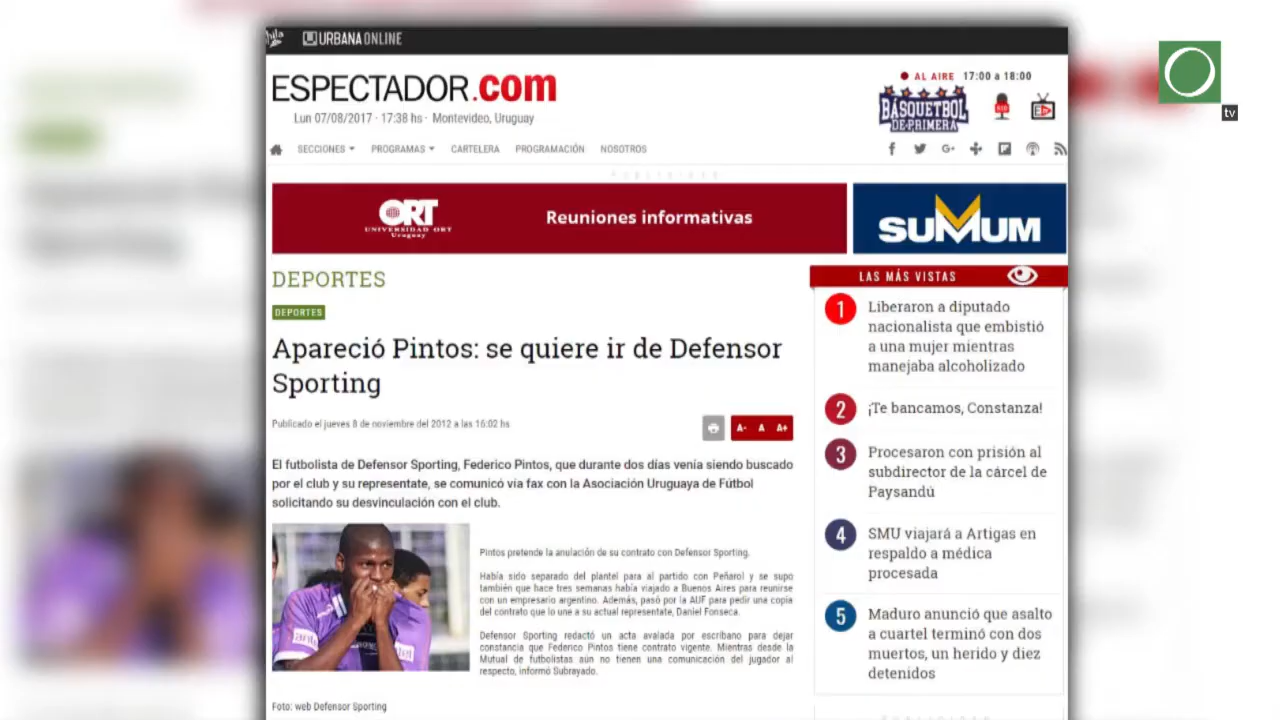 URBANA ONLINE
ESPECTADOR.com
Lun 07/08/2017 · 17:38 hs · Montevideo, Uruguay
AL AIRE 17:00 a 18:00
BÁSQUETBOL
DE PRIMERA
SECCIONES PROGRAMAS CARTELERA PROGRAMACIÓN NOSOTROS
PUBLICIDAD
ORT
UNIVERSIDAD ORT
Uruguay
Reuniones informativas
SUMUM
DEPORTES
DEPORTES
Apareció Pintos: se quiere ir de Defensor
Sporting
Publicado el jueves 8 de noviembre del 2012 a las 16:02 hs
A- A A+
El futbolista de Defensor Sporting, Federico Pintos, que durante dos días venía siendo buscado
por el club y su representate, se comunicó vía fax con la Asociación Uruguaya de Fútbol
solicitando su desvinculación con el club.
Pintos pretende la anulación de su contrato con Defensor Sporting.
Había sido separado del plantel para al partido con Peñarol y se supo
también que hace tres semanas había viajado a Buenos Aires para reunirse
con un empresario argentino. Además, pasó por la AUF para pedir una copia
del contrato que lo une a su actual representate, Daniel Fonseca.
Defensor Sporting redactó un acta avalada por escribano para dejar
constancia que Federico Pintos tiene contrato vigente. Mientras desde la
Mutual de futbolistas aún no tienen una comunicación del jugador al
respecto, informó Subrayado.
Foto: web Defensor Sporting
LAS MÁS VISTAS
1 Liberaron a diputado
nacionalista que embistió
a una mujer mientras
manejaba alcoholizado
2 ¡Te bancamos, Constanza!
3 Procesaron con prisión al
subdirector de la cárcel de
Paysandú
4 SMU viajará a Artigas en
respaldo a médica
procesada
5 Maduro anunció que asalto
a cuartel terminó con dos
muertos, un herido y diez
detenidos
PUBLICIDAD
tv